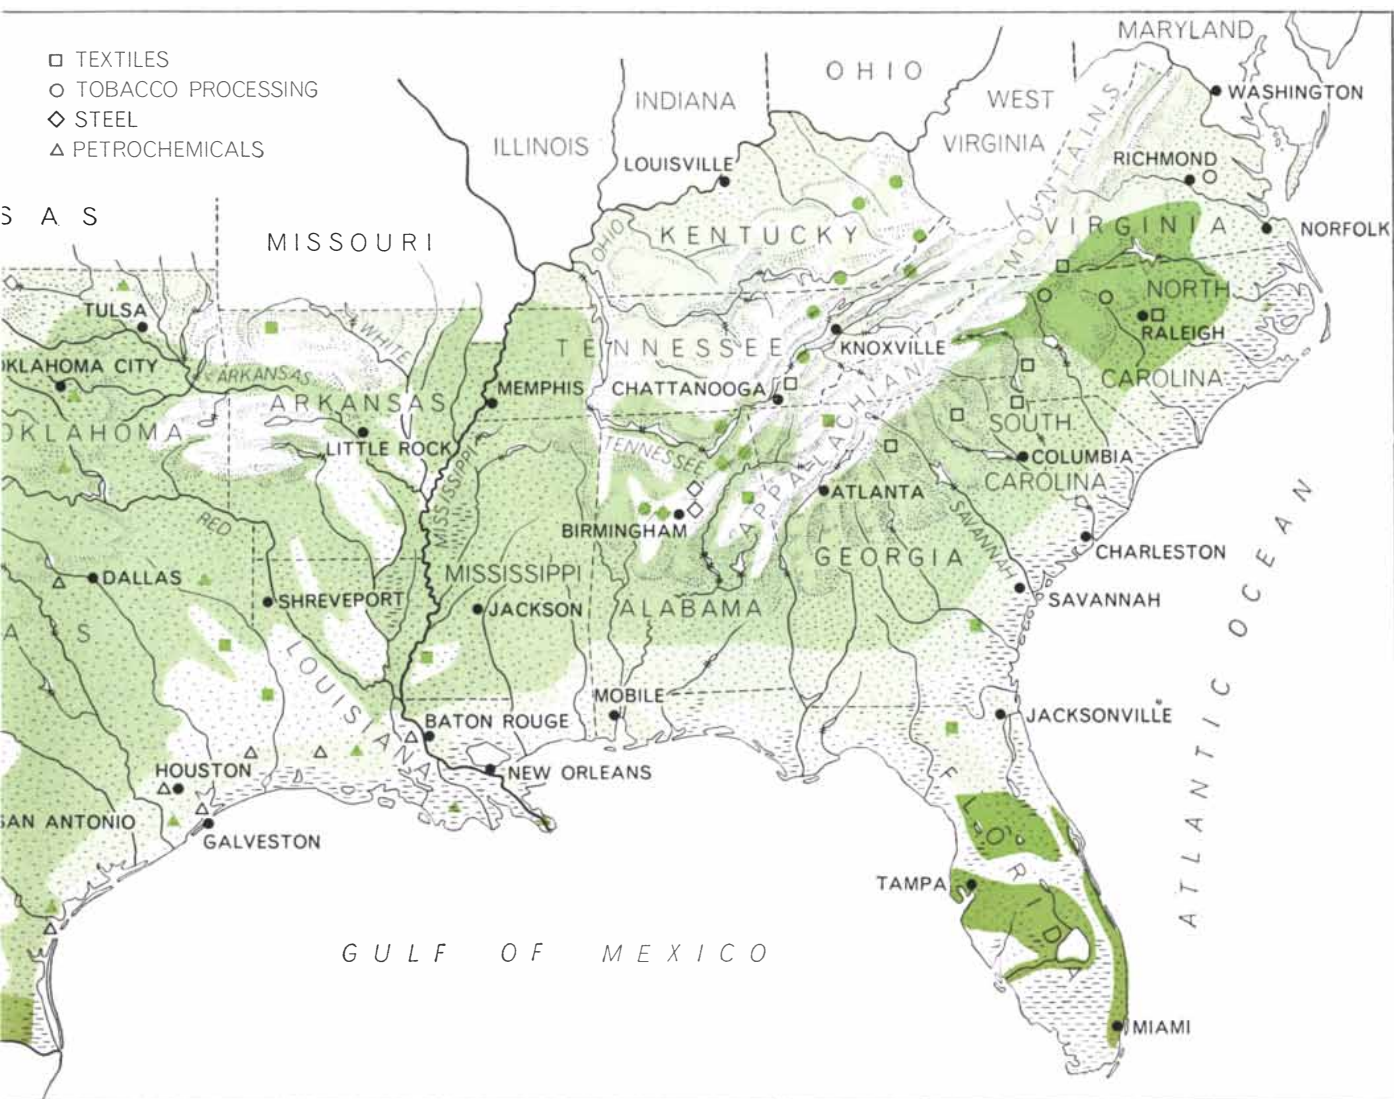 TEXTILES
TOBACCO PROCESSING
STEEL
PETROCHEMICALS
S A S
MISSOURI
ILLINOIS
INDIANA
OHIO
WEST
VIRGINIA
MARYLAND
WASHINGTON
LOUISVILLE
RICHMOND
VIRGINIA
NORFOLK
KENTUCKY
OHIO
APPALACHIAN MOUNTAINS
TULSA
WHITE
NORTH
RALEIGH
CAROLINA
TENNESSEE
KNOXVILLE
OKLAHOMA CITY
ARKANSAS
ARKANSAS
MEMPHIS
CHATTANOOGA
OKLAHOMA
LITTLE ROCK
TENNESSEE
SOUTH
COLUMBIA
CAROLINA
MISSISSIPPI
ATLANTA
SAVANNAH
RED
BIRMINGHAM
CHARLESTON
DALLAS
MISSISSIPPI
GEORGIA
SHREVEPORT
JACKSON
ALABAMA
SAVANNAH
A S
LOUISIANA
MOBILE
BATON ROUGE
JACKSONVILLE
HOUSTON
NEW ORLEANS
SAN ANTONIO
GALVESTON
FLORIDA
TAMPA
ATLANTIC OCEAN
GULF OF MEXICO
MIAMI